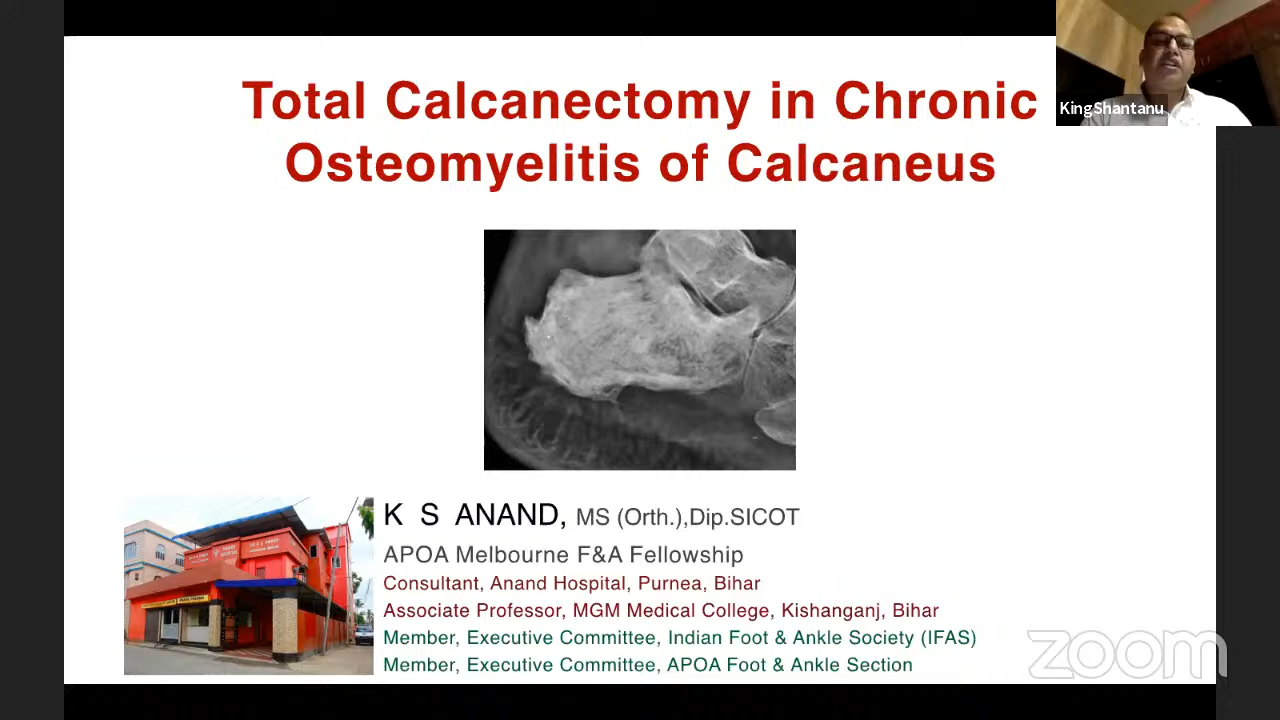 Total Calcanectomy in Chronic
Osteomyelitis of Calcaneus
KingShantanu
K S ANAND, MS (Orth.),Dip.SICOT
APOA Melbourne F&A Fellowship
Consultant, Anand Hospital, Purnea, Bihar
Associate Professor, MGM Medical College, Kishanganj, Bihar
Member, Executive Committee, Indian Foot & Ankle Society (IFAS)
Member, Executive Committee, APOA Foot & Ankle Section
zoom